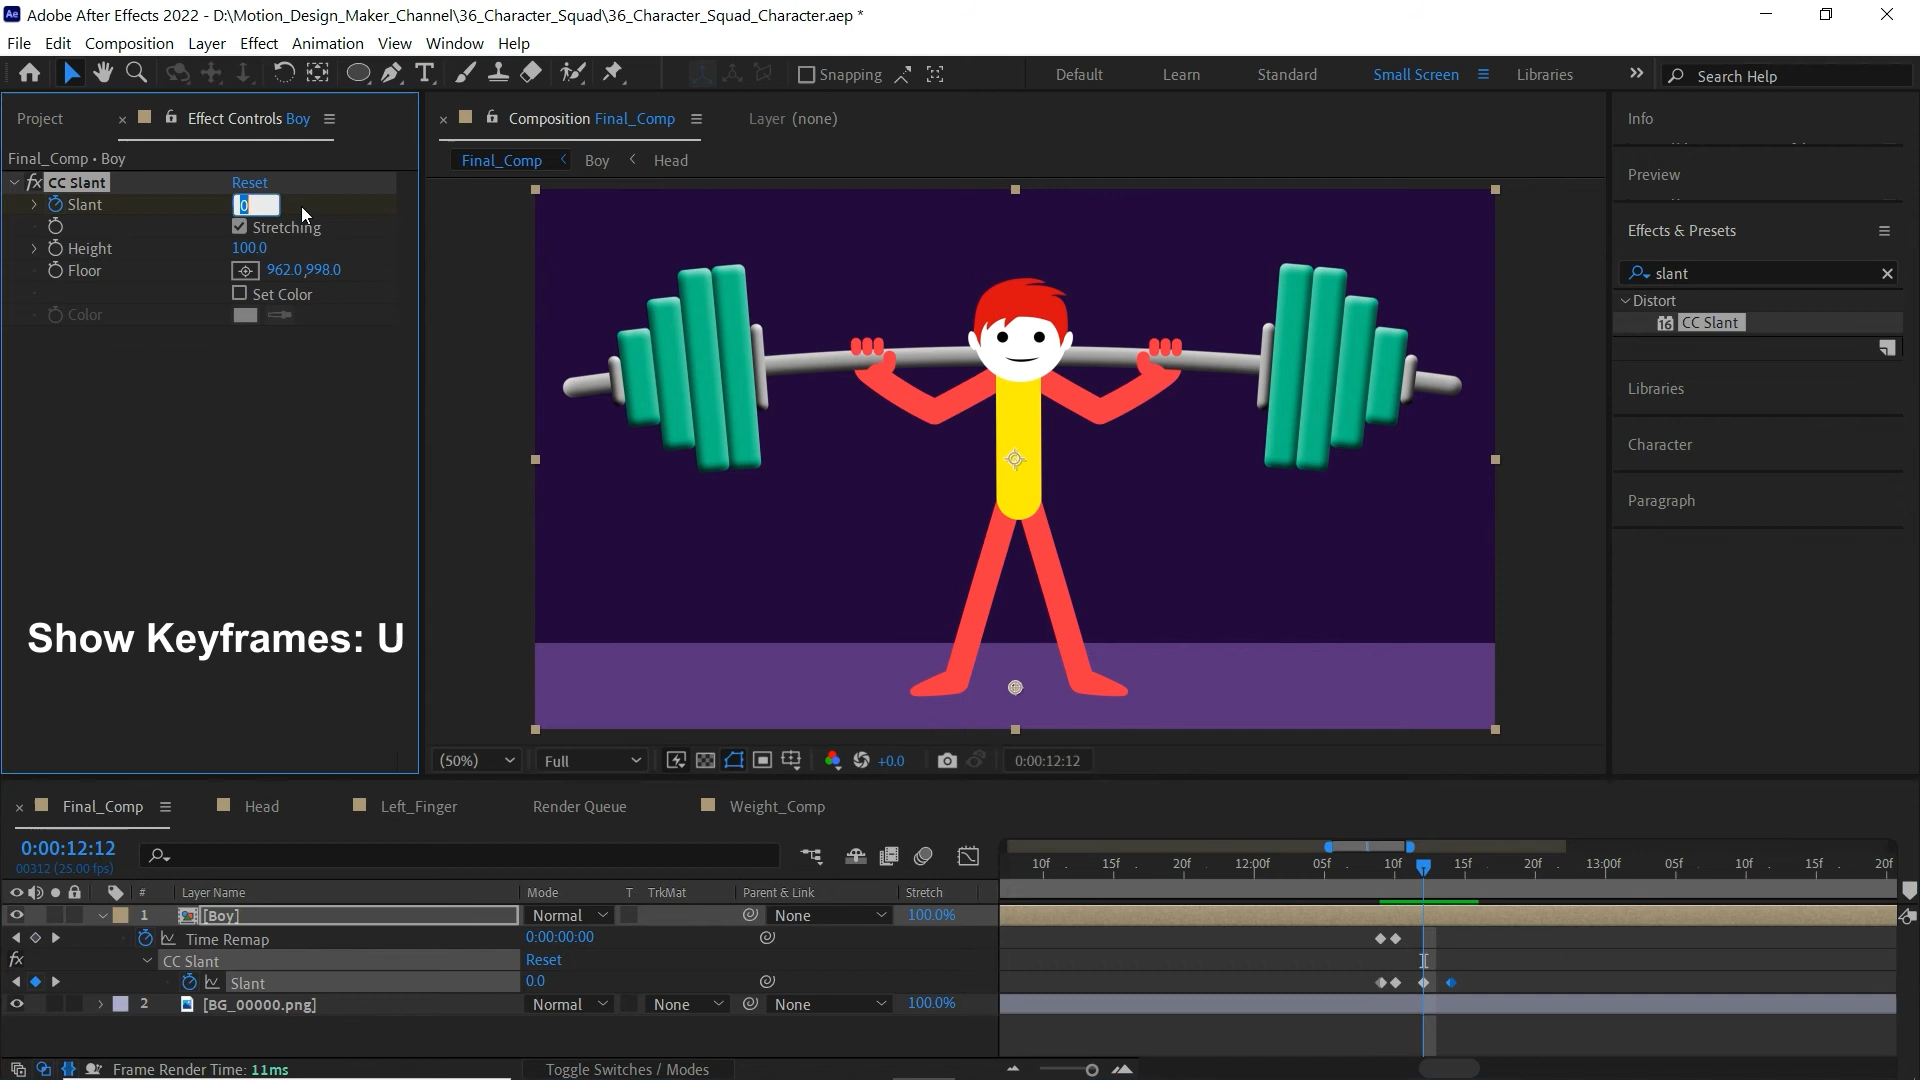 Adobe After Effects 2022 - D:\Motion_Design_Maker_Channel\36_Character_Squad\36_Character_Squad_Character.aep *
File Edit Composition Layer Effect Animation View Window Help
Snapping Default Learn Standard Small Screen Libraries Search Help
Project Effect Controls Boy Composition Final_Comp Layer (none) Info
Final_Comp • Boy Final_Comp Boy Head
Preview
fx CC Slant Reset
Slant 0
Stretching
Effects & Presets
Height 100.0
Floor 962.0,998.0
slant
Set Color
Distort
Color
CC Slant
Libraries
Character
Paragraph
Show Keyframes: U
(50%) Full +0.0 0:00:12:12
Final_Comp Head Left_Finger Render Queue Weight_Comp
0:00:12:12
00312 (25.00 fps)
10f 15f 20f 12:00f 05f 10f 15f 20f 13:00f 05f 10f 15f 20f
# Layer Name Mode T TrkMat Parent & Link Stretch
1 [Boy] Normal None 100.0%
Time Remap 0:00:00:00
fx CC Slant Reset
Slant 0.0
2 [BG_00000.png] Normal None None 100.0%
Frame Render Time: 11ms Toggle Switches / Modes